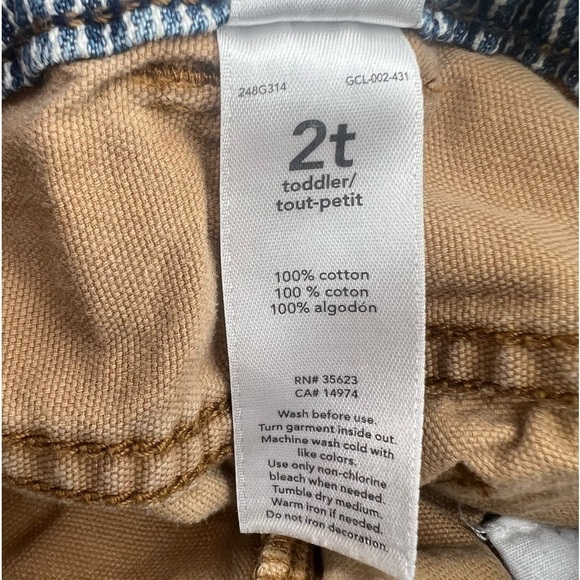 248G314 GCL-002-431
2t
toddler/
tout-petit
100% cotton
100 % coton
100% algodón
RN# 35623
CA# 14974
Wash before use.
Turn garment inside out.
Machine wash cold with
like colors.
Use only non-chlorine
bleach when needed.
Tumble dry medium.
Warm iron if needed.
Do not iron decoration.